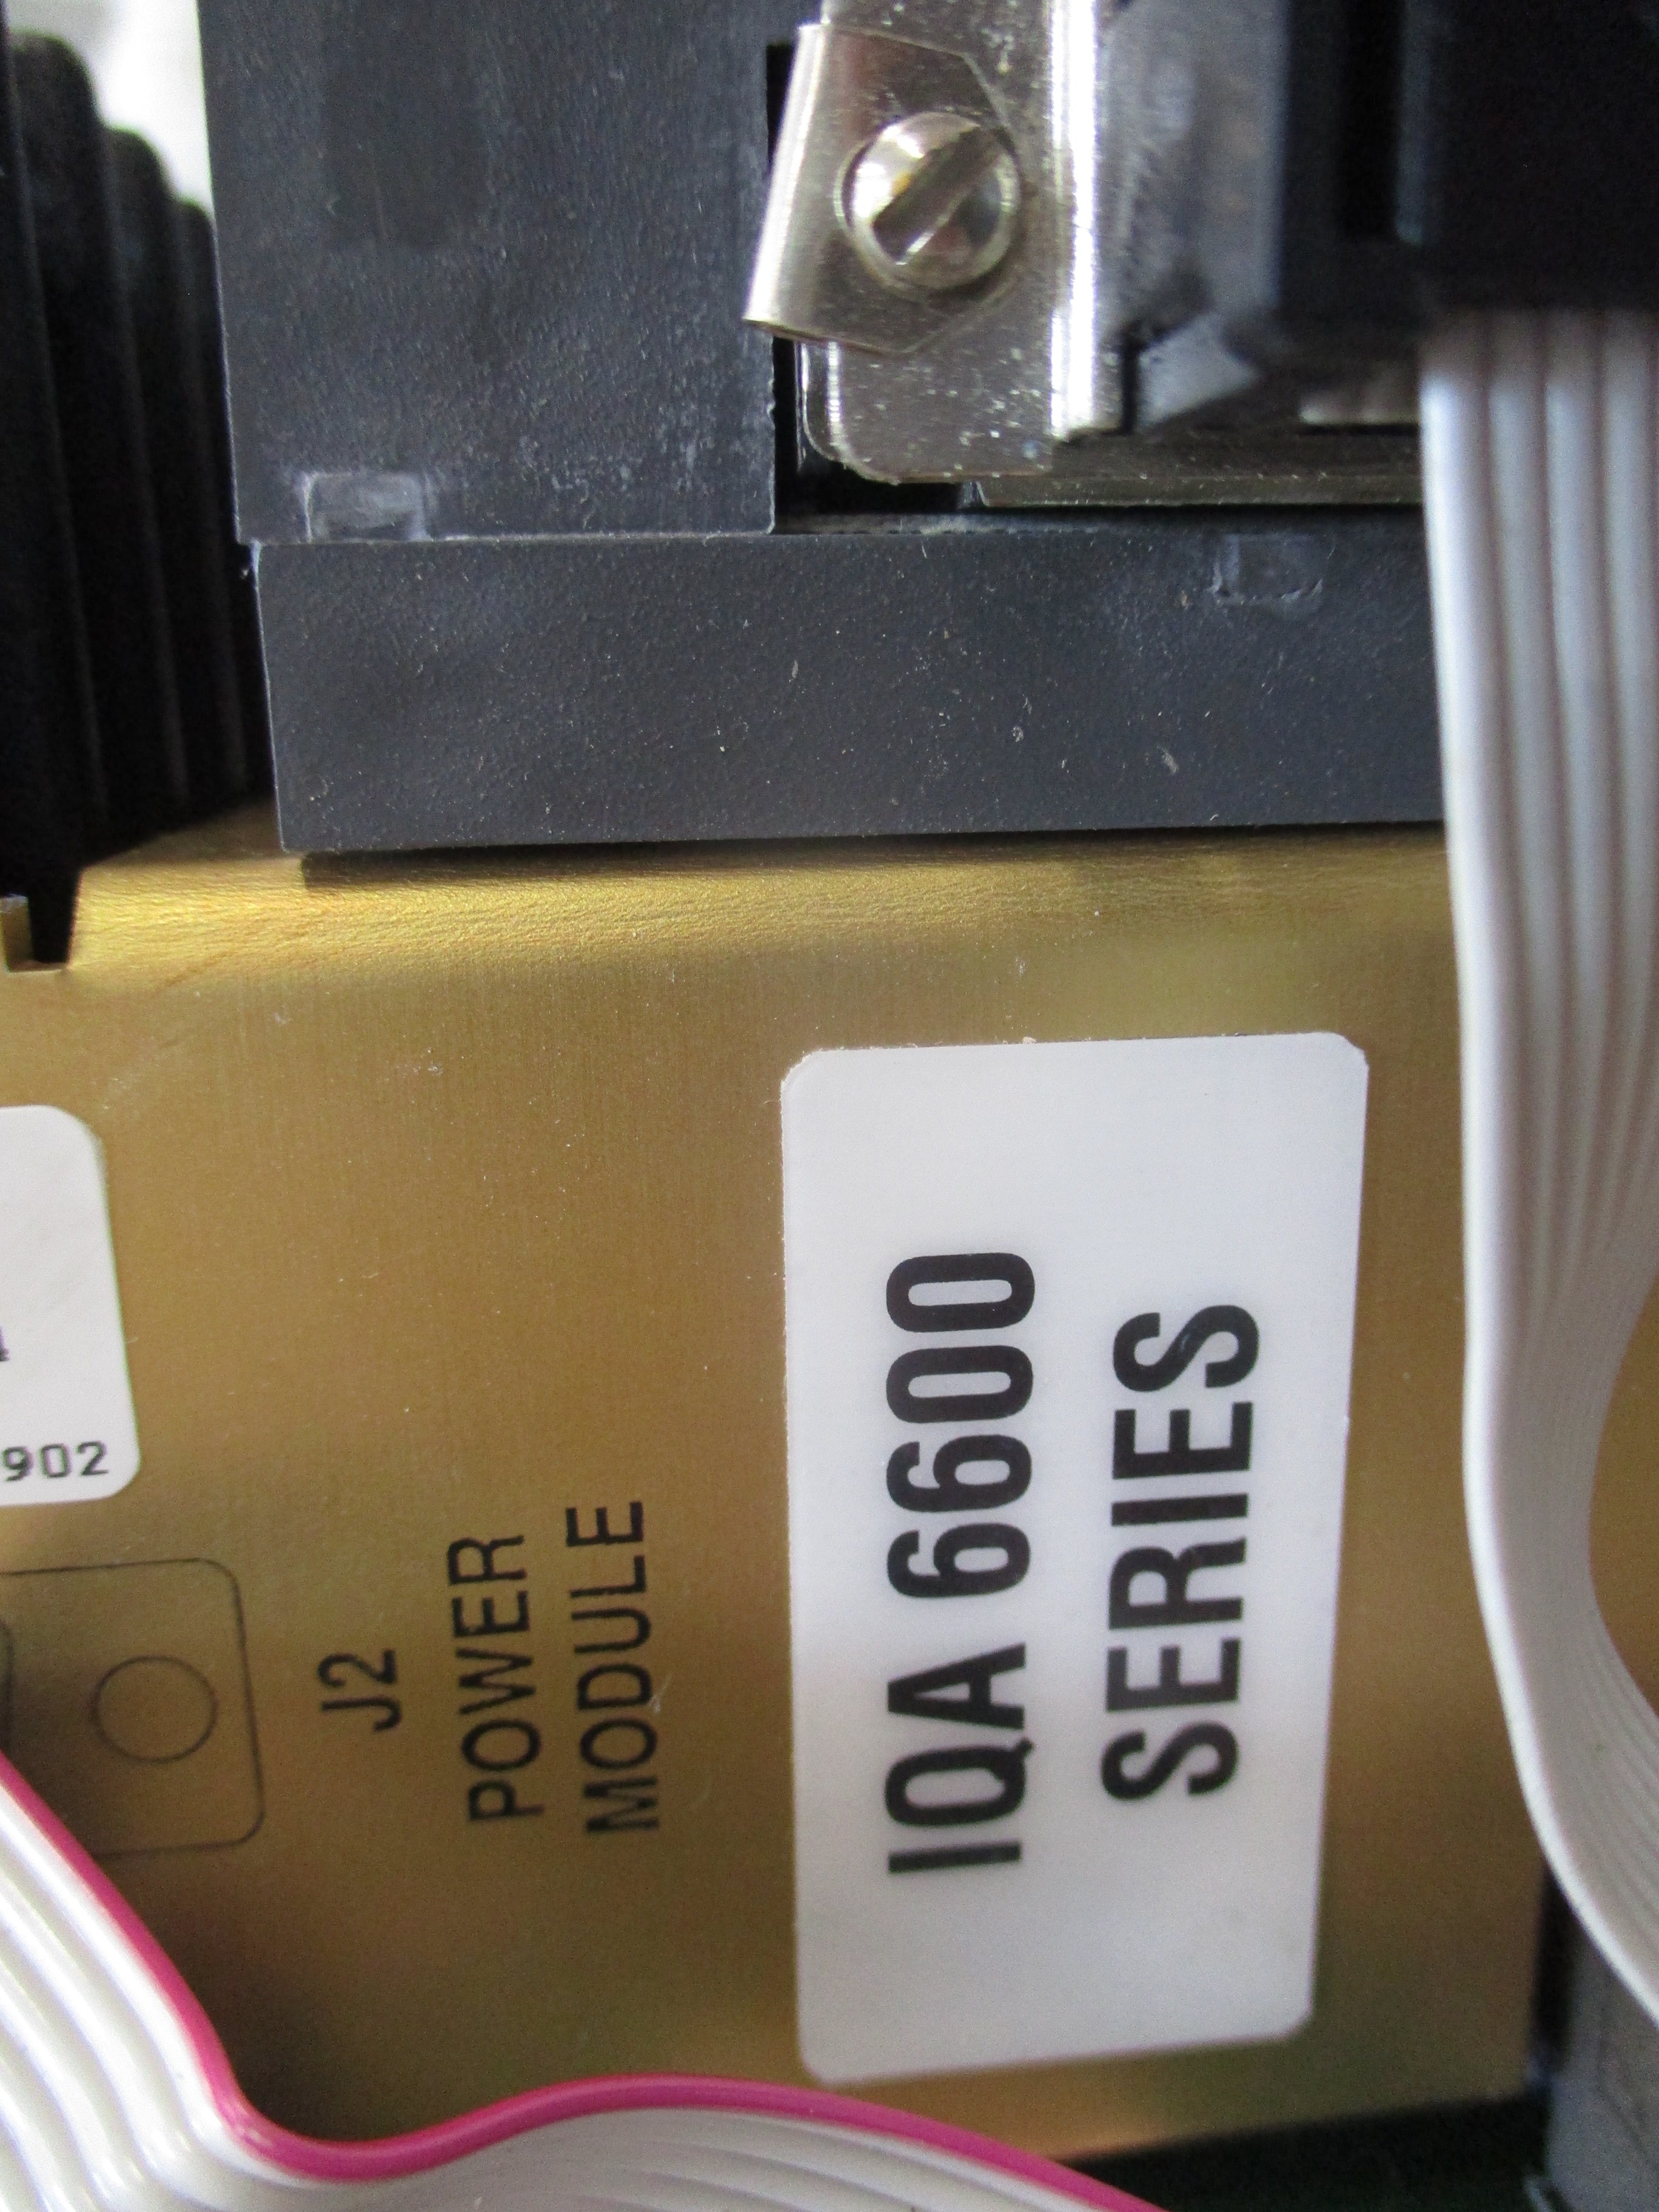 902
J2
POWER
MODULE
IQA 6600
SERIES